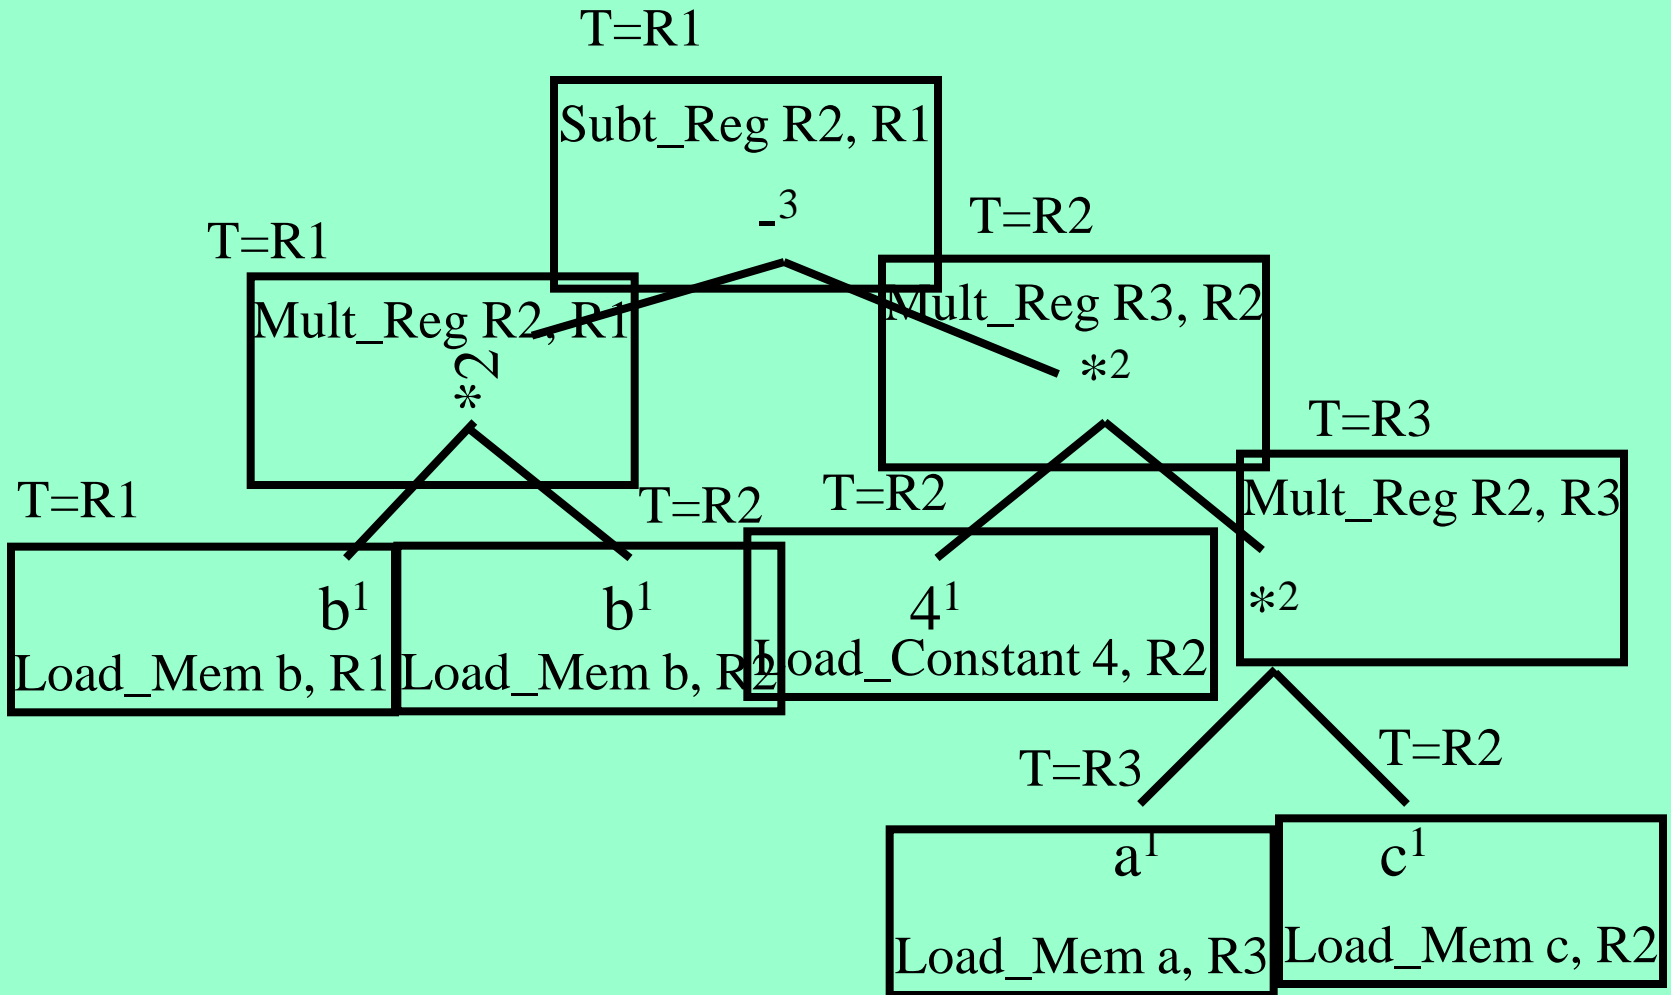 T=R1
Subt_Reg R2, R1
-3
T=R1
Mult_Reg R2, R1
*2
T=R2
Mult_Reg R3, R2
*2
T=R1
b1
Load_Mem b, R1
T=R2
b1
Load_Mem b, R2
T=R2
41
Load_Constant 4, R2
T=R3
Mult_Reg R2, R3
*2
T=R3
a1
Load_Mem a, R3
T=R2
c1
Load_Mem c, R2